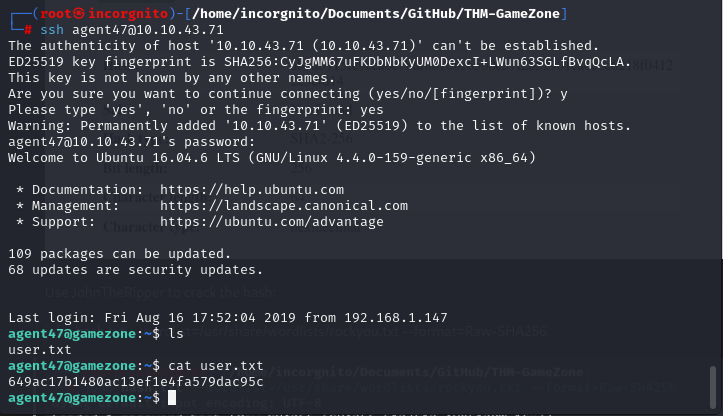 ┌──(root㉿incorgnito)-[/home/incorgnito/Documents/GitHub/THM-GameZone]
└─# ssh agent47@10.10.43.71
The authenticity of host '10.10.43.71 (10.10.43.71)' can't be established.
ED25519 key fingerprint is SHA256:CyJgMM67uFKDbNbKyUM0DexcI+LWun63SGLfBvqQcLA.
This key is not known by any other names.
Are you sure you want to continue connecting (yes/no/[fingerprint])? y
Please type 'yes', 'no' or the fingerprint: yes
Warning: Permanently added '10.10.43.71' (ED25519) to the list of known hosts.
agent47@10.10.43.71's password:
Welcome to Ubuntu 16.04.6 LTS (GNU/Linux 4.4.0-159-generic x86_64)
* Documentation:  https://help.ubuntu.com
* Management:     https://landscape.canonical.com
* Support:        https://ubuntu.com/advantage
109 packages can be updated.
68 updates are security updates.
Use JohnTheRipper to crack the hash:
Last login: Fri Aug 16 17:52:04 2019 from 192.168.1.147
agent47@gamezone:~$ ls
user.txt
agent47@gamezone:~$ cat user.txt
649ac17b1480ac13ef1e4fa579dac95c
agent47@gamezone:~$